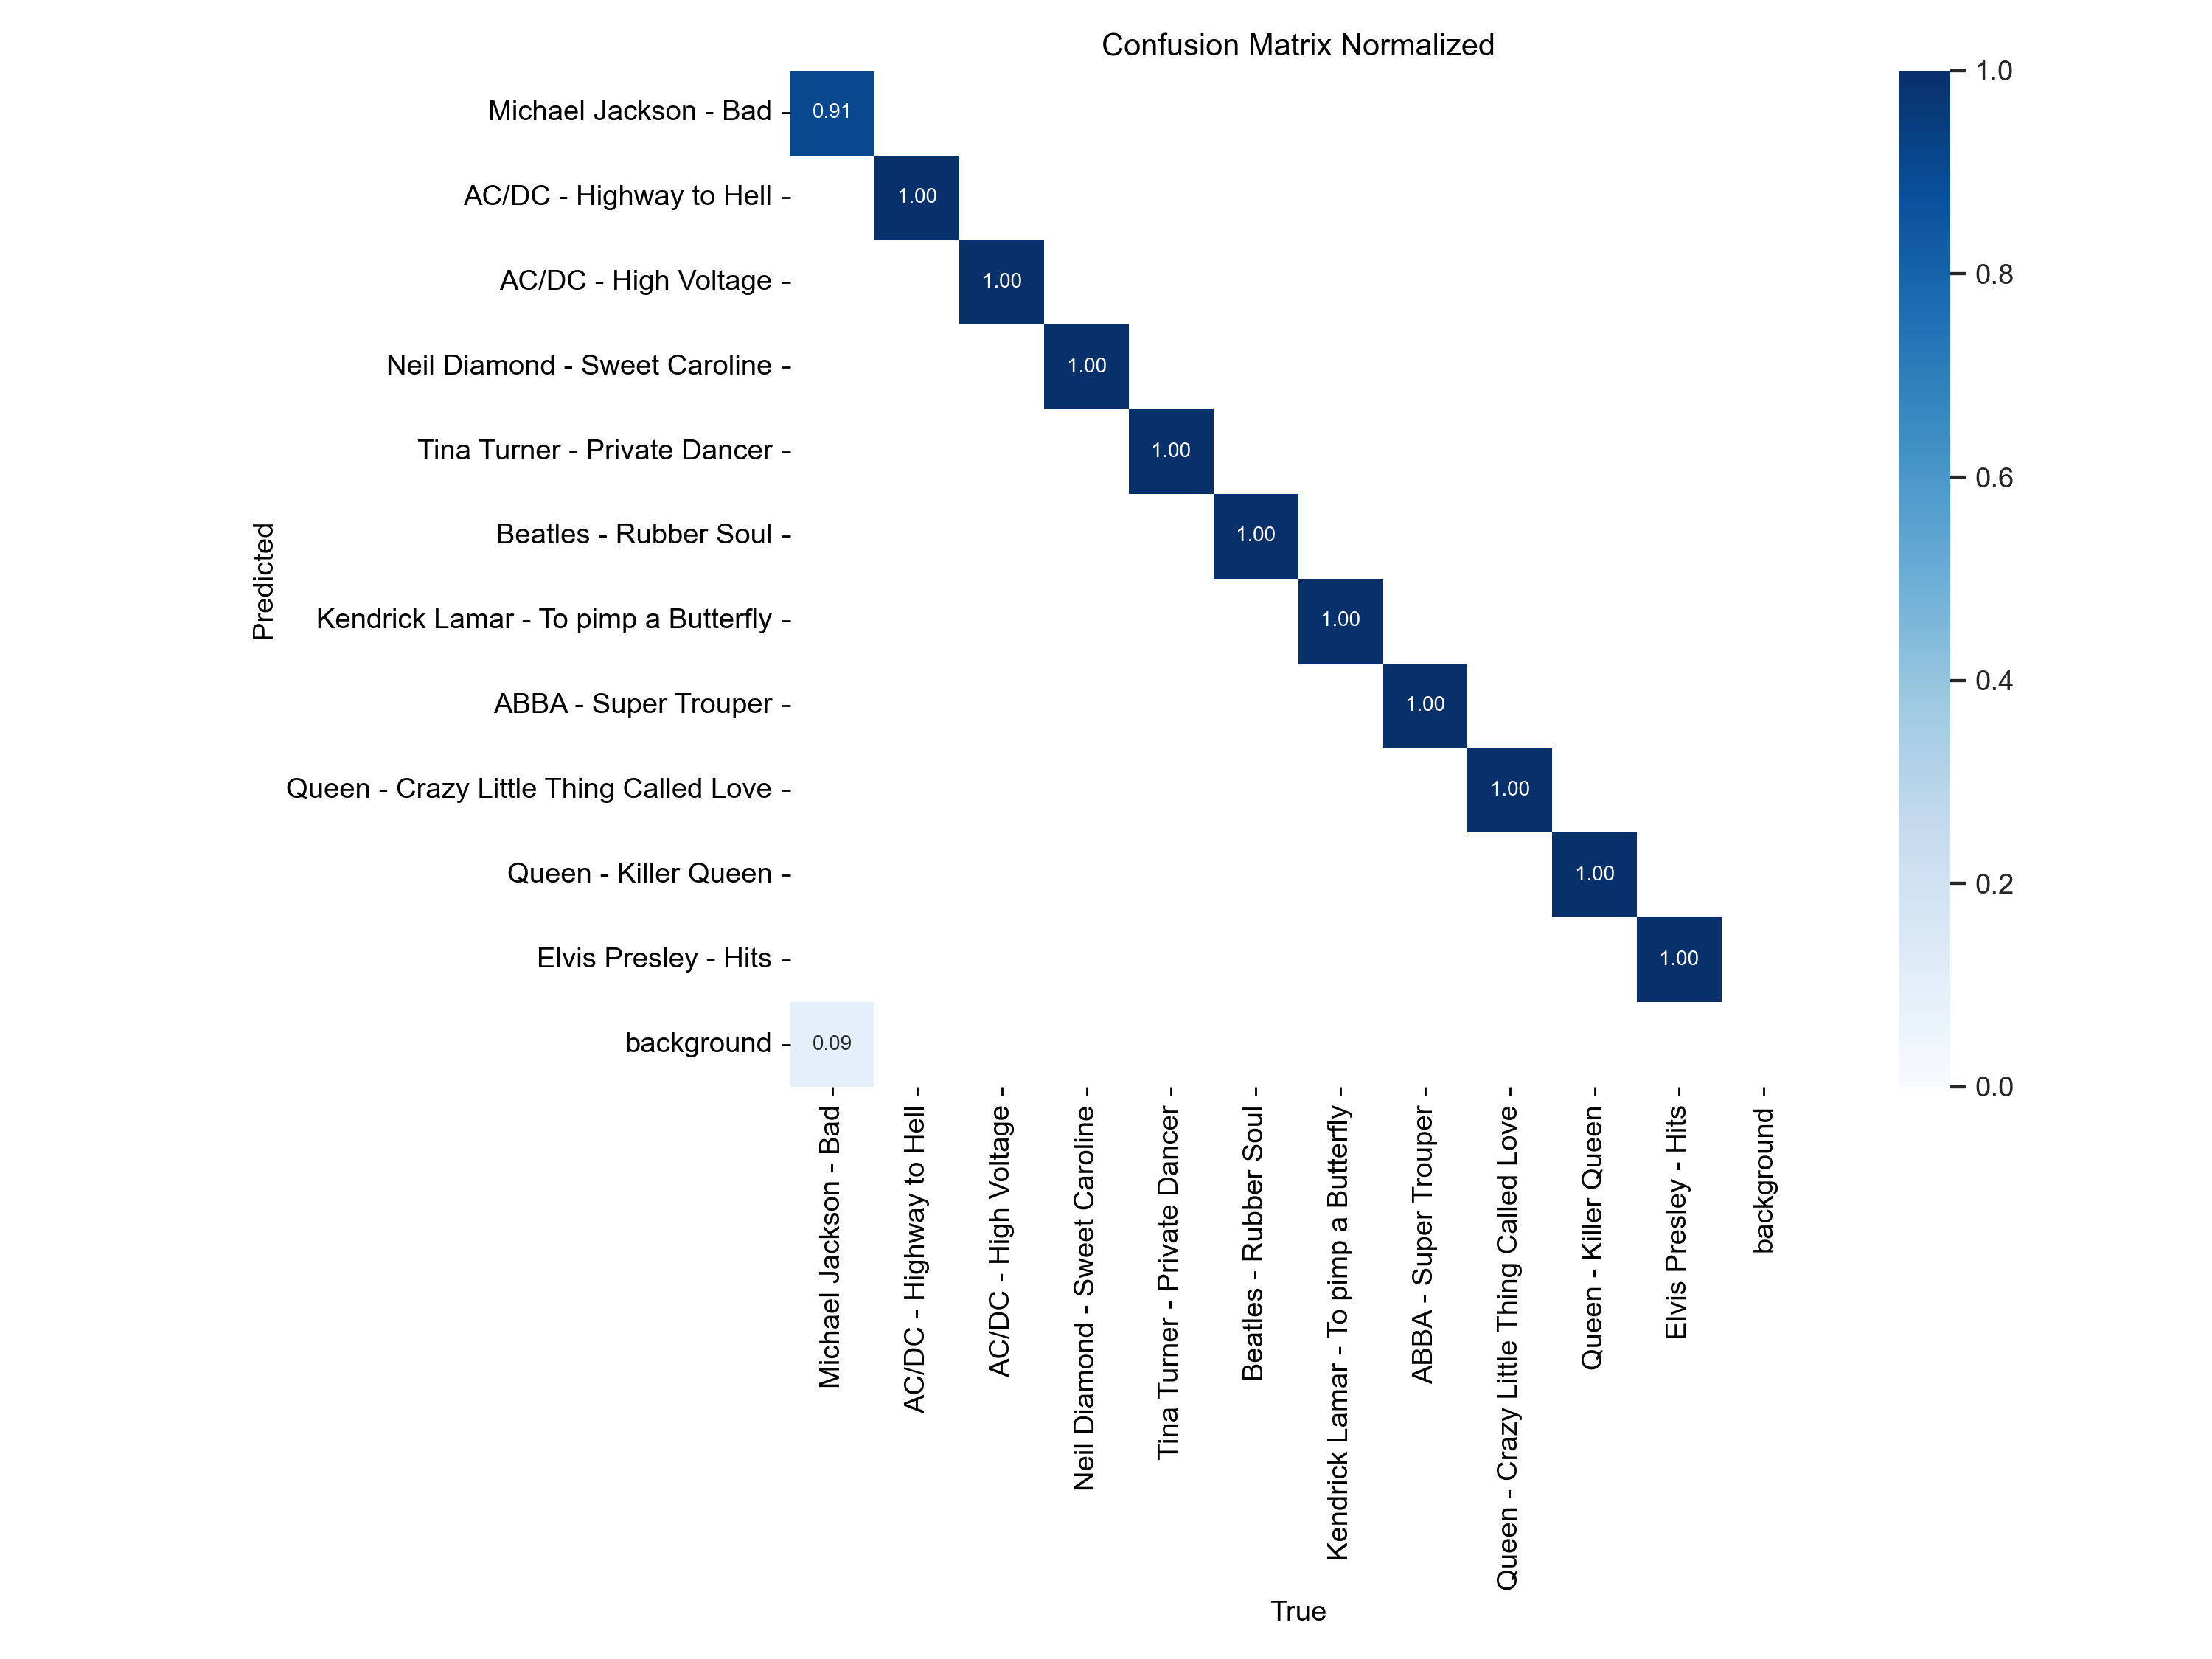 Confusion Matrix Normalized
Michael Jackson - Bad
AC/DC - Highway to Hell
AC/DC - High Voltage
Neil Diamond - Sweet Caroline
Tina Turner - Private Dancer
Beatles - Rubber Soul
Kendrick Lamar - To pimp a Butterfly
ABBA - Super Trouper
Queen - Crazy Little Thing Called Love
Queen - Killer Queen
Elvis Presley - Hits
background
Predicted
0.91
1.00
1.00
1.00
1.00
1.00
1.00
1.00
1.00
1.00
1.00
0.09
1.0
0.8
0.6
0.4
0.2
0.0
Michael Jackson - Bad
AC/DC - Highway to Hell
AC/DC - High Voltage
Neil Diamond - Sweet Caroline
Tina Turner - Private Dancer
Beatles - Rubber Soul
Kendrick Lamar - To pimp a Butterfly
ABBA - Super Trouper
Queen - Crazy Little Thing Called Love
Queen - Killer Queen
Elvis Presley - Hits
background
True